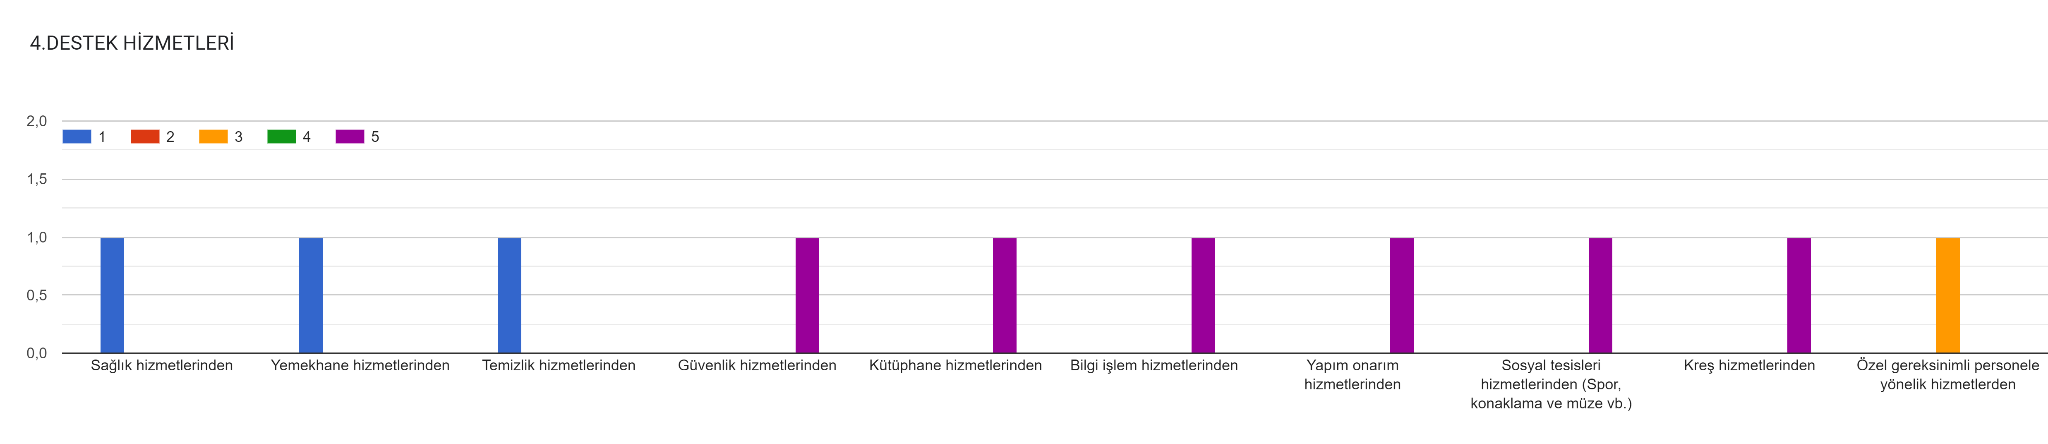 4.DESTEK HİZMETLERİ
2,0
1 2 3 4 5
1,5
1,0
0,5
0,0
Sağlık hizmetlerinden
Yemekhane hizmetlerinden
Temizlik hizmetlerinden
Güvenlik hizmetlerinden
Kütüphane hizmetlerinden
Bilgi işlem hizmetlerinden
Yapım onarım
hizmetlerinden
Sosyal tesisleri
hizmetlerinden (Spor,
konaklama ve müze vb.)
Kreş hizmetlerinden
Özel gereksinimli personele
yönelik hizmetlerden